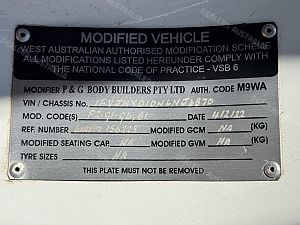 MODIFIED VEHICLE
WEST AUSTRALIAN AUTHORISED MODIFICATION SCHEME
ALL MODIFICATIONS LISTED HEREUNDER COMPLY WITH
THE NATIONAL CODE OF PRACTICE - VSB 6
MODIFIER P & G BODY BUILDERS PTY LTD AUTH CODE M9WA
VIN / CHASSIS No.
MOD. CODE(S) DATE 4/2/22
REF. NUMBER MODIFIED GCM NA (KG)
MODIFIED SEATING CAP. NA MODIFIED GVM NA (KG)
TYRE SIZES NA
THIS PLATE MUST NOT BE REMOVED